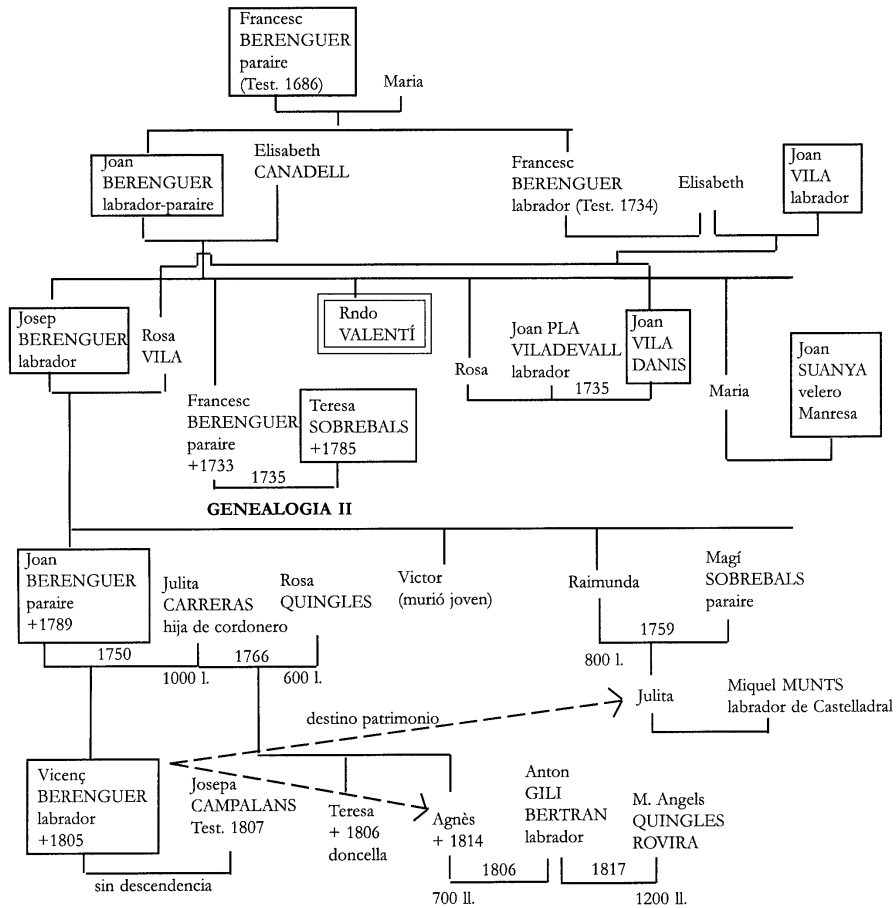 Francesc
BERENGUER
paraire
(Test. 1686)
Maria
Joan
BERENGUER
labrador-paraire
Elisabeth
CANADELL
Francesc
BERENGUER
labrador (Test. 1734)
Elisabeth
Joan
VILA
labrador
Josep
BERENGUER
labrador
Rosa
VILA
Francesc
BERENGUER
paraire
+1733
Rndo
VALENTÍ
Teresa
SOBREBALS
+1785
1735
Rosa
Joan PLA
VILADEVALL
labrador
1735
Joan
VILA
DANIS
Maria
Joan
SUANYA
velero
Manresa
GENEALOGIA II
Joan
BERENGUER
paraire
+1789
Julita
CARRERAS
hija de cordonero
Rosa
QUINGLES
Victor
(murió joven)
Raimunda
Magí
SOBREBALS
paraire
1750
1000 l.
1766
600 l.
1759
800 l.
Julita
Miquel MUNTS
labrador de Castelladral
destino patrimonio
Vicenç
BERENGUER
labrador
+1805
Josepa
CAMPALANS
Test. 1807
sin descendencia
Teresa
+ 1806
doncella
Agnès
+ 1814
Anton
GILI
BERTRAN
labrador
M. Angels
QUINGLES
ROVIRA
1806
700 ll.
1817
1200 ll.